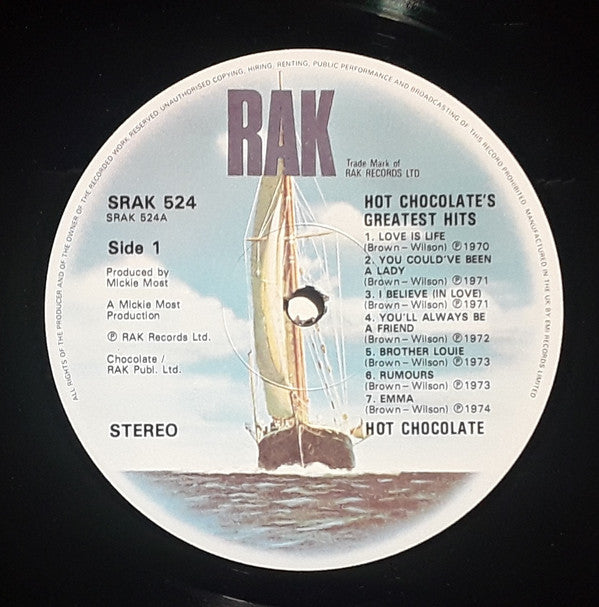 ALL RIGHTS OF THE PRODUCER AND OF THE OWNER OF THE RECORDED WORK RESERVED. UNAUTHORISED COPYING, HIRING, RENTING, PUBLIC PERFORMANCE AND BROADCASTING OF THIS RECORD PROHIBITED. MANUFACTURED IN THE UK BY EMI RECORDS LIMITED
RAK
Trade Mark of
RAK RECORDS LTD
SRAK 524
SRAK 524A
Side 1
Produced by
Mickie Most
A Mickie Most
Production
℗ RAK Records Ltd.
Chocolate /
RAK Publ. Ltd.
STEREO
HOT CHOCOLATE'S
GREATEST HITS
1. LOVE IS LIFE
(Brown–Wilson) ℗1970
2. YOU COULD'VE BEEN
A LADY
(Brown–Wilson) ℗1971
3. I BELIEVE (IN LOVE)
(Brown–Wilson) ℗1971
4. YOU'LL ALWAYS BE
A FRIEND
(Brown–Wilson) ℗1972
5. BROTHER LOUIE
(Brown–Wilson) ℗1973
6. RUMOURS
(Brown–Wilson) ℗1973
7. EMMA
(Brown–Wilson) ℗1974
HOT CHOCOLATE